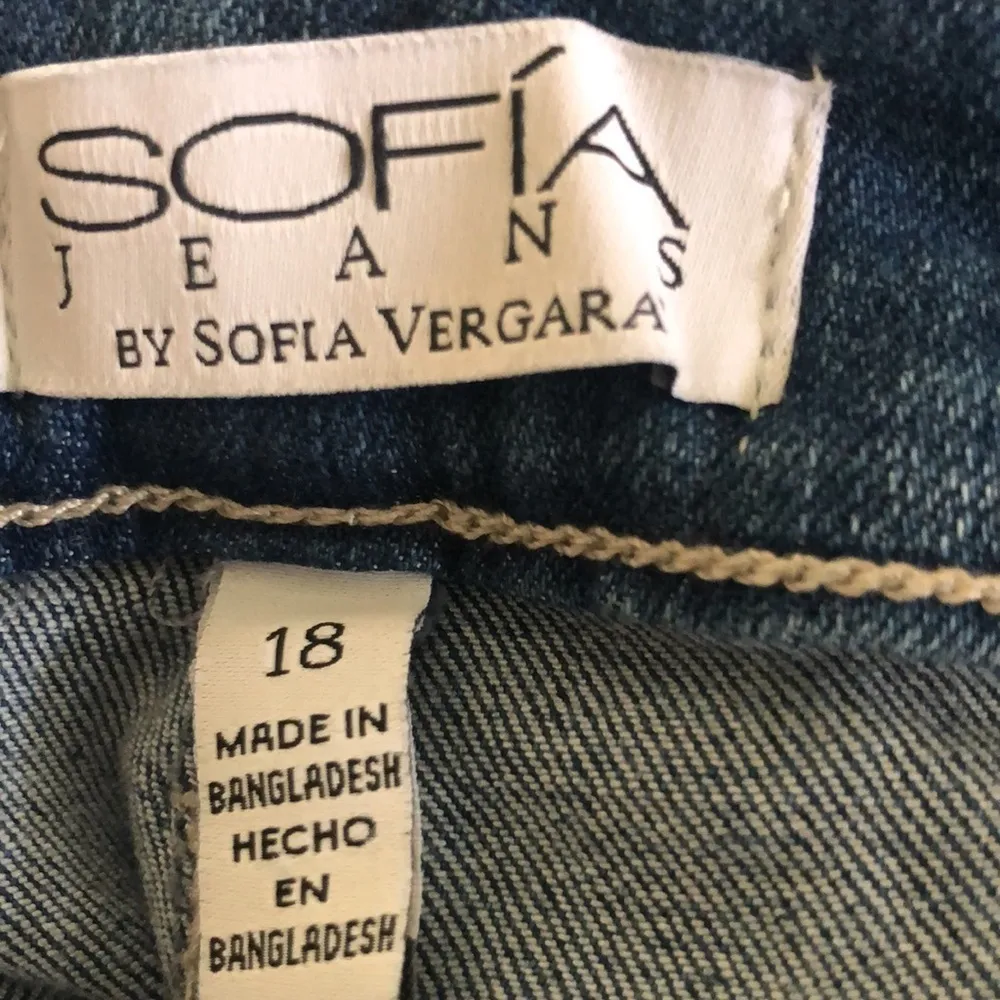 SOFÍA
JEANS
BY SOFIA VERGARA
18
MADE IN
BANGLADESH
HECHO
EN
BANGLADESH